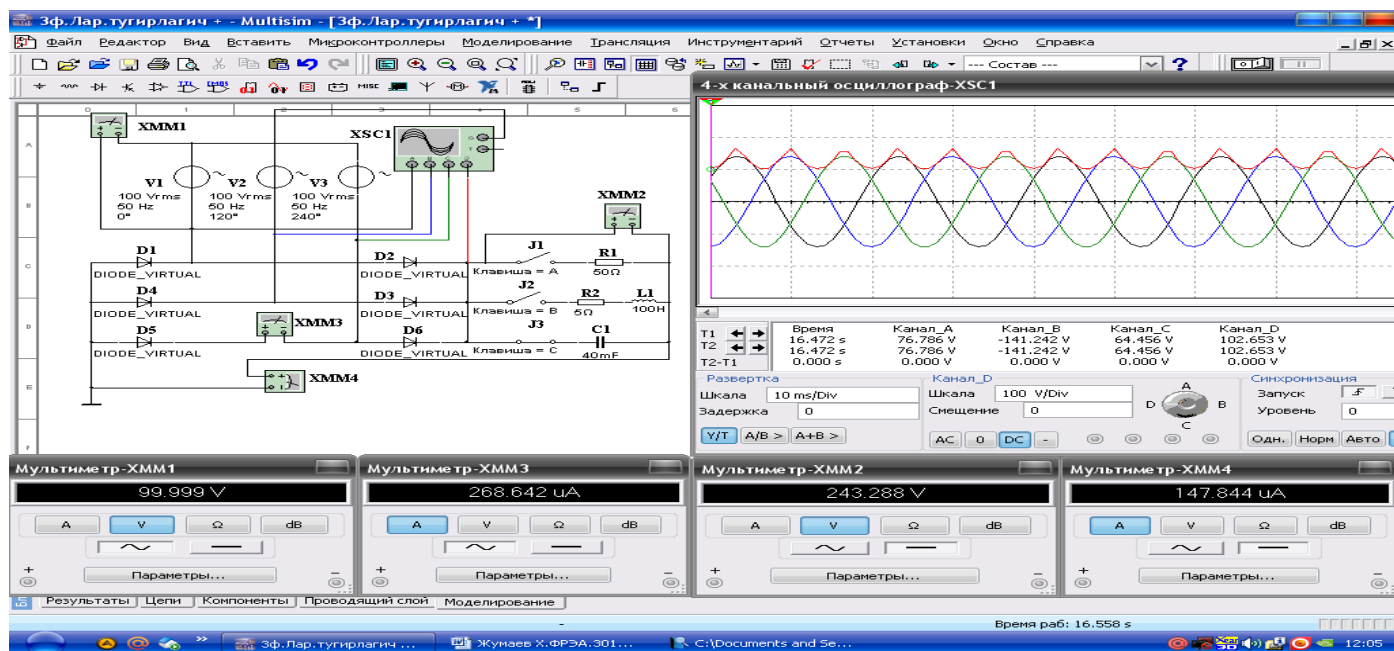 3ф.Лар.тугирлагич + - Multisim - [3ф.Лар.тугирлагич + *]
Файл Редактор Вид Вставить Микроконтроллеры Моделирование Трансляция Инструментарий Отчеты Установки Окно Справка
--- Состав ---
4-х канальный осциллограф-XSC1
0 1 2 3 4 5 6
A
B
C
D
E
F
XMM1
XSC1
V1
100 Vrms
50 Hz
0°
V2
100 Vrms
50 Hz
120°
V3
100 Vrms
50 Hz
240°
XMM2
D1
DIODE_VIRTUAL
D2
DIODE_VIRTUAL
J1
Клавиша = A
R1
50Ω
D4
DIODE_VIRTUAL
D3
DIODE_VIRTUAL
J2
Клавиша = B
R2
5Ω
L1
100H
XMM3
D5
DIODE_VIRTUAL
D6
DIODE_VIRTUAL
J3
Клавиша = C
C1
40mF
XMM4
Время Канал_A Канал_B Канал_C Канал_D
T1 16.472 s 76.786 V -141.242 V 64.456 V 102.653 V
T2 16.472 s 76.786 V -141.242 V 64.456 V 102.653 V
T2-T1 0.000 s 0.000 V 0.000 V 0.000 V 0.000 V
Развертка Канал_D Синхронизация
Шкала 10 ms/Div Шкала 100 V/Div Запуск
Задержка 0 Смещение 0 Уровень 0
A
B
C
D
Y/T A/B > A+B > AC 0 DC - Одн. Норм Авто
Мультиметр-XMM1
99.999 V
A V Ω dB
Параметры...
Мультиметр-XMM3
268.642 uA
A V Ω dB
Параметры...
Мультиметр-XMM2
243.288 V
A V Ω dB
Параметры...
Мультиметр-XMM4
147.844 uA
A V Ω dB
Параметры...
Результаты Цепи Компоненты Проводящий слой Моделирование
- Время раб: 16.558 s
3ф.Лар.тугирлагич ... Жумаев Х.ФРЭА.301... C:\Documents and Se... 12:05